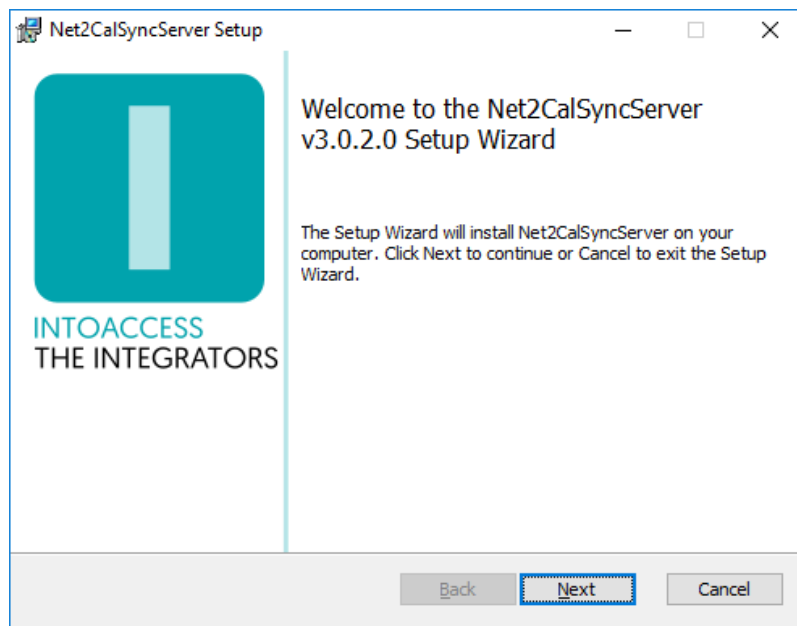 Net2CalSyncServer Setup
Welcome to the Net2CalSyncServer
v3.0.2.0 Setup Wizard
The Setup Wizard will install Net2CalSyncServer on your
computer. Click Next to continue or Cancel to exit the Setup
Wizard.
INTOACCESS
THE INTEGRATORS
Back
Next
Cancel